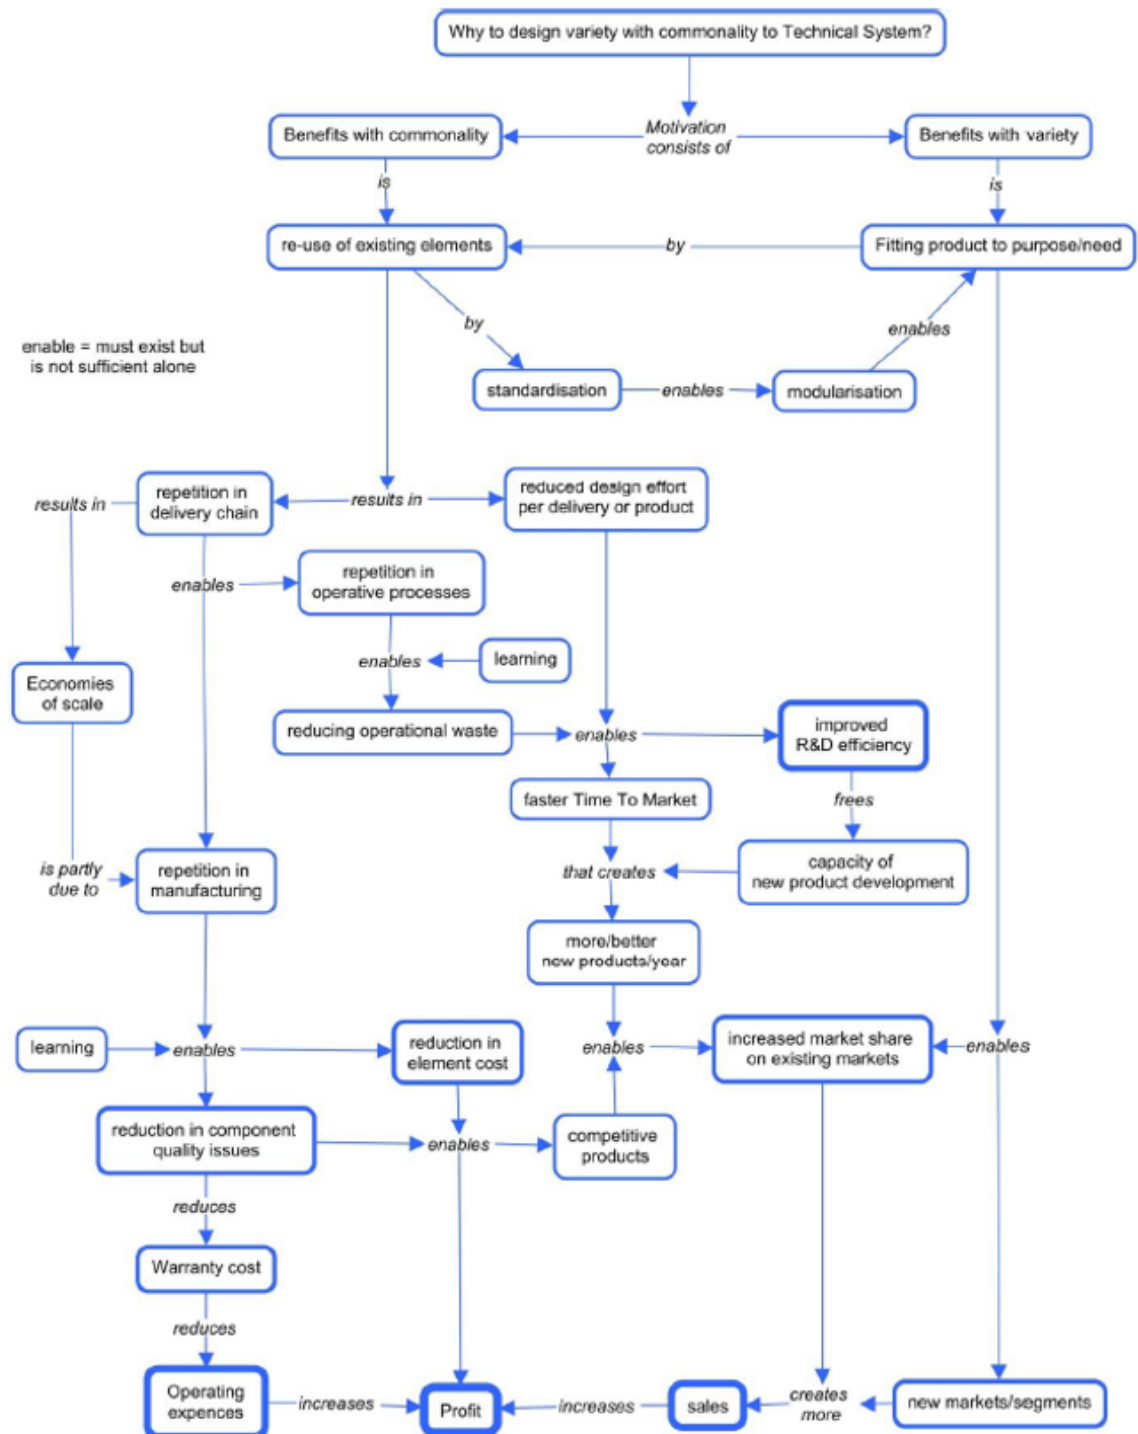 Why to design variety with commonality to Technical System?
Benefits with commonality
Motivation
consists of
Benefits with variety
is
is
re-use of existing elements
by
Fitting product to purpose/need
by
enables
enable = must exist but
is not sufficient alone
standardisation
enables
modularisation
results in
repetition in
delivery chain
results in
reduced design effort
per delivery or product
enables
repetition in
operative processes
enables
learning
Economies
of scale
reducing operational waste
enables
improved
R&D efficiency
faster Time To Market
frees
is partly
due to
repetition in
manufacturing
that creates
capacity of
new product development
more/better
new products/year
learning
enables
reduction in
element cost
enables
increased market share
on existing markets
enables
reduction in component
quality issues
enables
competitive
products
reduces
Warranty cost
reduces
Operating
expences
increases
Profit
increases
sales
creates
more
new markets/segments